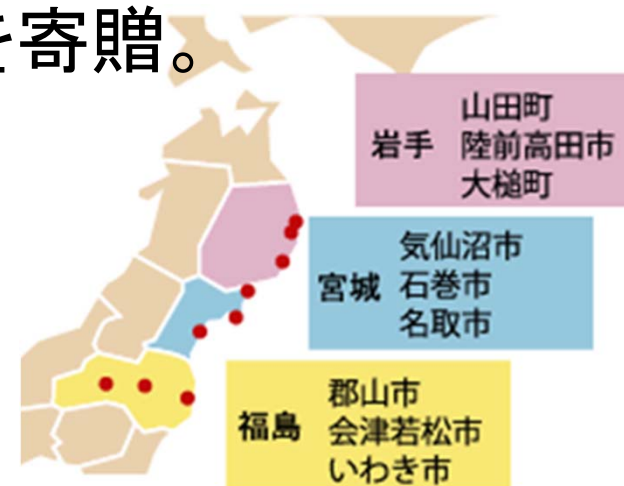 を寄贈。
岩手
山田町
陸前高田市
大槌町
宮城
気仙沼市
石巻市
名取市
福島
郡山市
会津若松市
いわき市